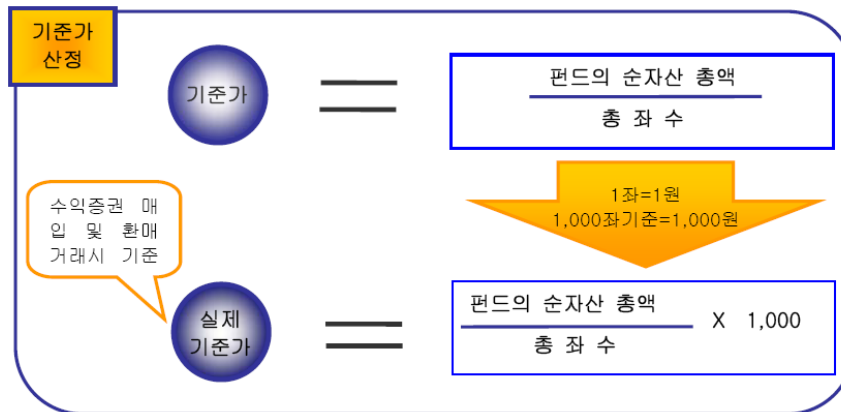 기준가
산정
기준가
펀드의 순자산 총액
총 좌 수
1좌=1원
1,000좌기준=1,000원
수익증권 매
입 및 환매
거래시 기준
실제
기준가
펀드의 순자산 총액
총 좌 수
X 1,000